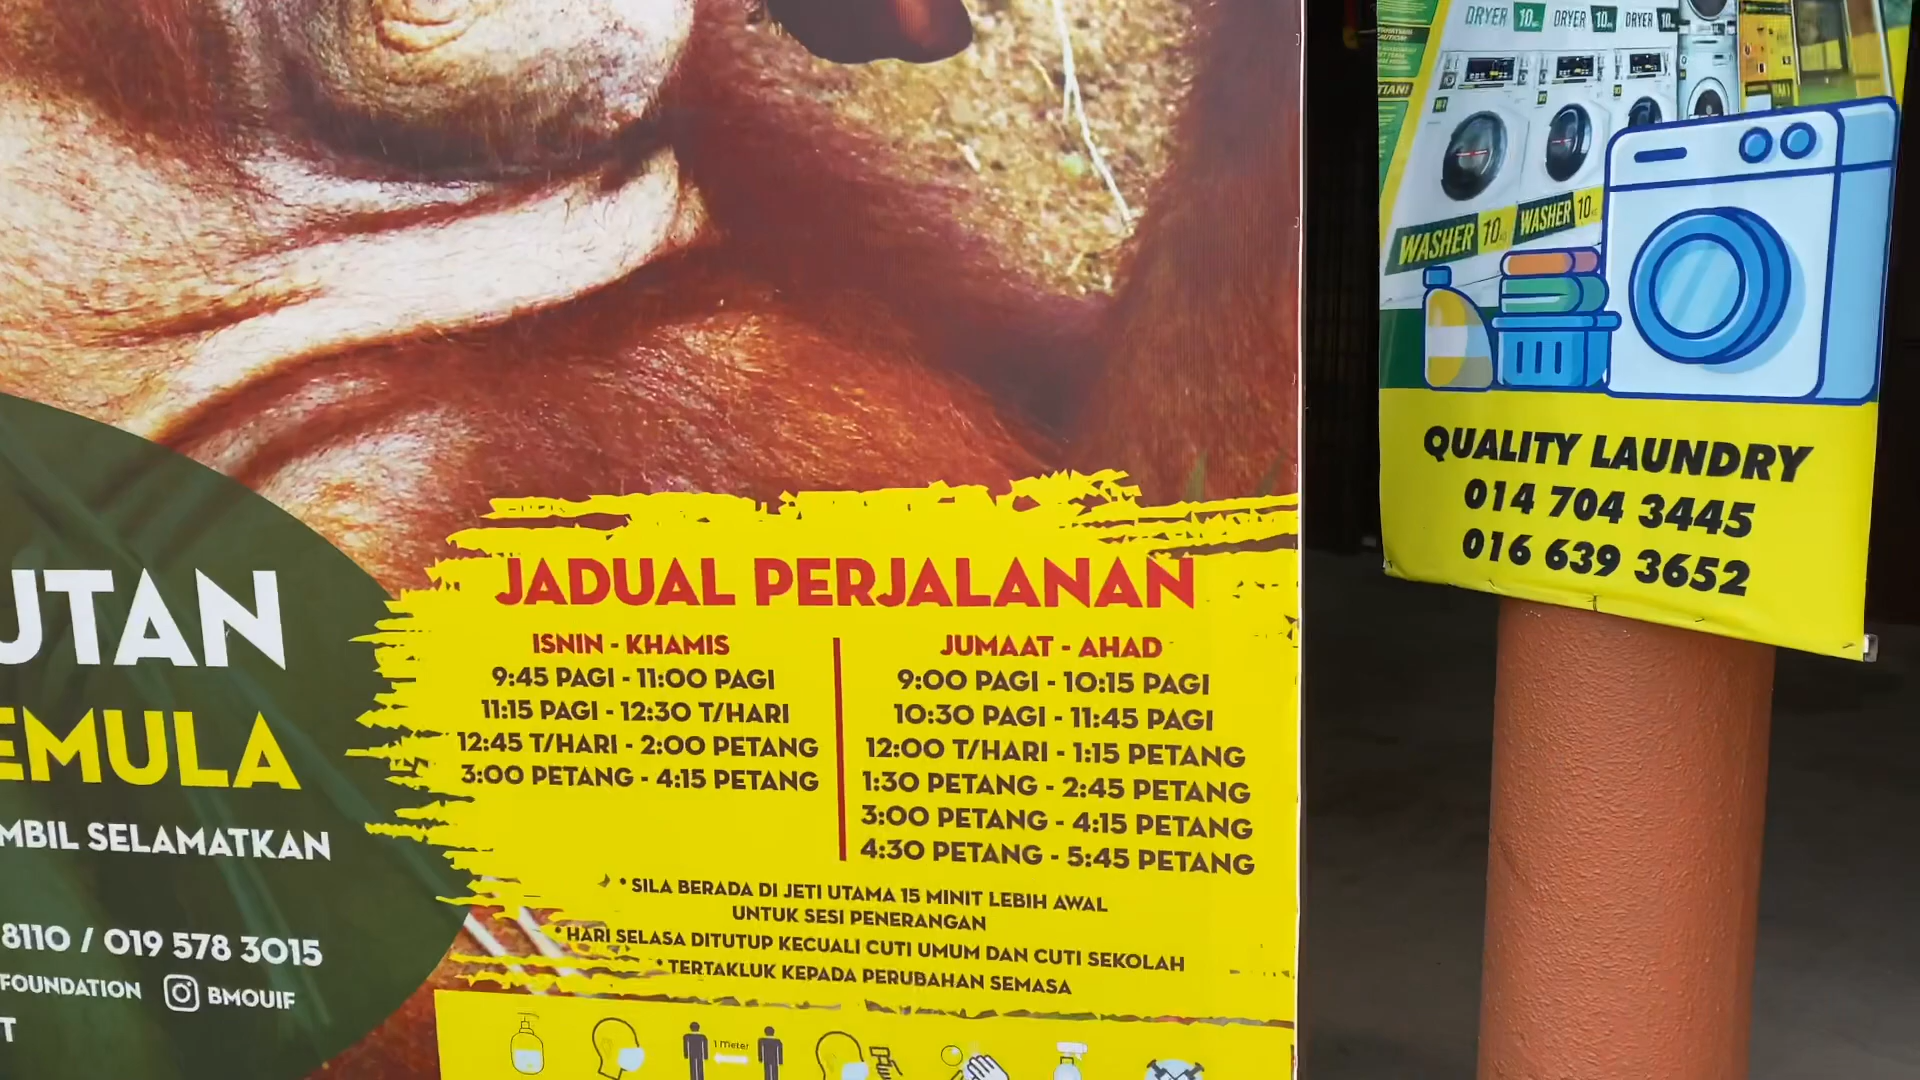 UTAN
EMULA
MBIL SELAMATKAN
8110 / 019 578 3015
FOUNDATION BMOUIF
T
JADUAL PERJALANAN
ISNIN - KHAMIS
9:45 PAGI - 11:00 PAGI
11:15 PAGI - 12:30 T/HARI
12:45 T/HARI - 2:00 PETANG
3:00 PETANG - 4:15 PETANG
JUMAAT - AHAD
9:00 PAGI - 10:15 PAGI
10:30 PAGI - 11:45 PAGI
12:00 T/HARI - 1:15 PETANG
1:30 PETANG - 2:45 PETANG
3:00 PETANG - 4:15 PETANG
4:30 PETANG - 5:45 PETANG
* SILA BERADA DI JETI UTAMA 15 MINIT LEBIH AWAL
UNTUK SESI PENERANGAN
* HARI SELASA DITUTUP KECUALI CUTI UMUM DAN CUTI SEKOLAH
* TERTAKLUK KEPADA PERUBAHAN SEMASA
1 Meter
DRYER 10 DRYER 10 DRYER 10
TIAN!
WASHER 10 WASHER 10
QUALITY LAUNDRY
014 704 3445
016 639 3652